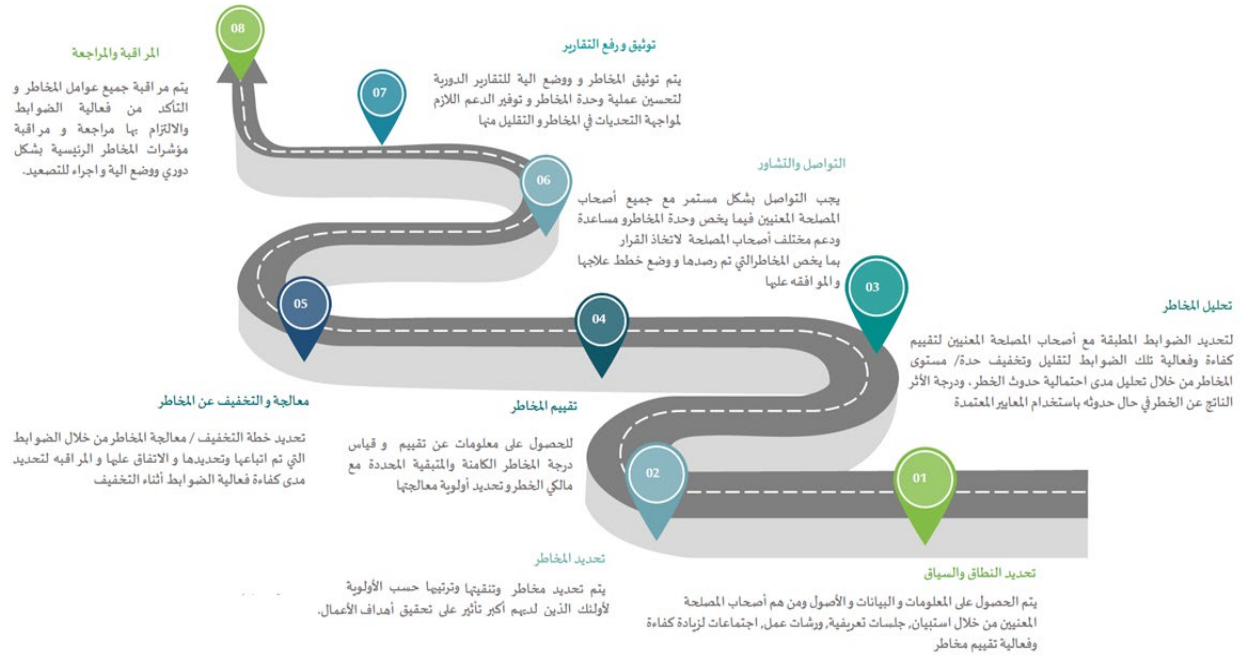 01
تحديد النطاق والسياق
يتم الحصول على المعلومات و البيانات و الأصول ومن هم أصحاب المصلحة
المعنيين من خلال استبيان, جلسات تعريفية, ورشات عمل, اجتماعات لزيادة كفاءة
وفعالية تقييم مخاطر
02
تحديد المخاطر
يتم تحديد مخاطر وتنقيتها وترتيبها حسب الأولوية
لأولئك الذين لديهم أكبر تأثير على تحقيق أهداف الأعمال.
03
تحليل المخاطر
لتحديد الضوابط المطبقة مع أصحاب المصلحة المعنيين لتقييم
كفاءة وفعالية تلك الضوابط لتقليل وتخفيف حدة/ مستوى
المخاطر من خلال تحليل مدى احتمالية حدوث الخطر، ودرجة الأثر
الناتج عن الخطر في حال حدوثه باستخدام المعايير المعتمدة
04
تقييم المخاطر
للحصول على معلومات عن تقييم و قياس
درجة المخاطر الكامنة والمتبقية المحددة مع
مالكي الخطر و تحديد أولوية معالجتها
05
معالجة و التخفيف عن المخاطر
تحديد خطة التخفيف / معالجة المخاطر من خلال الضوابط
التي تم اتباعها وتحديدها و الاتفاق عليها و المراقبه لتحديد
مدى كفاءة فعالية الضوابط أثناء التخفيف
06
التواصل والتشاور
يجب التواصل بشكل مستمر مع جميع أصحاب
المصلحة المعنيين فيما يخص وحدة المخاطرو مساعدة
ودعم مختلف أصحاب المصلحة لاتخاذ القرار
بما يخص المخاطرالتي تم رصدها و وضع خطط علاجها
و الموافقه عليها
07
توثيق و رفع التقارير
يتم توثيق المخاطر و ووضع الية للتقارير الدورية
لتحسين عملية وحدة المخاطر و توفير الدعم اللازم
لمواجهة التحديات في المخاطر و التقليل منها
08
المراقبة والمراجعة
يتم مراقبة جميع عوامل المخاطر و
التأكد من فعالية الضوابط
والالتزام بها مراجعة و مراقبة
مؤشرات المخاطر الرئيسية بشكل
دوري ووضع الية و اجراء للتصعيد.